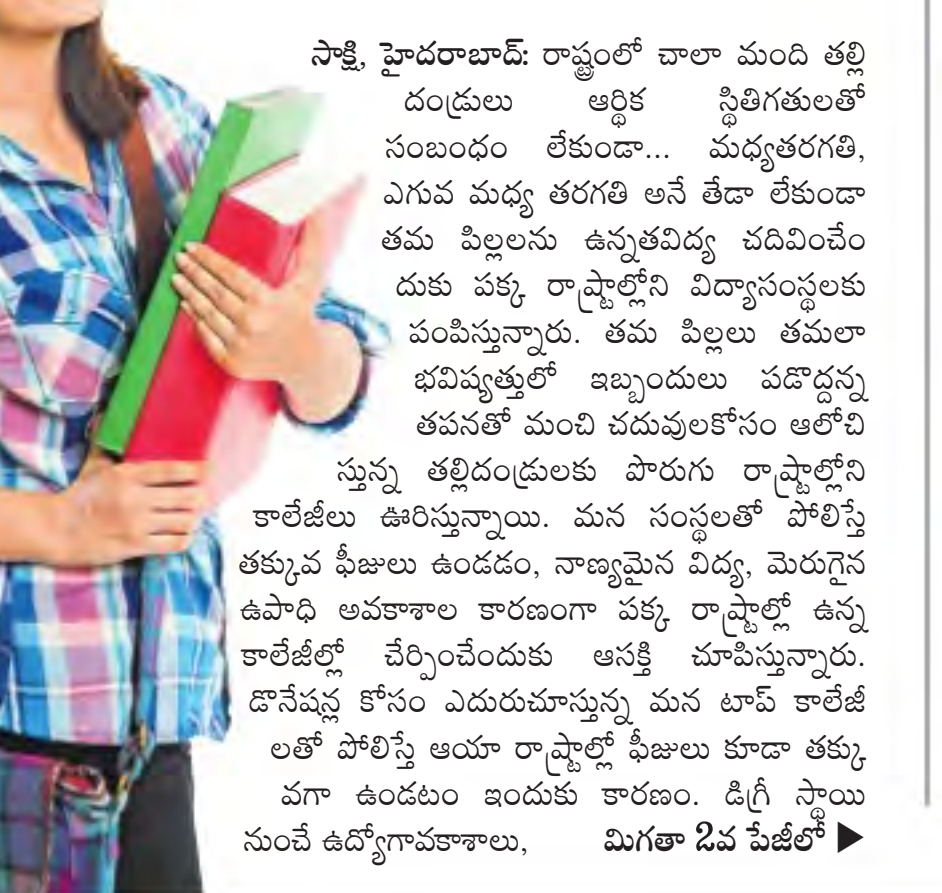 సాక్షి, హైదరాబాద్: రాష్ట్రంలో చాలా మంది తల్లి
దండ్రులు ఆర్థిక స్థితిగతులతో
సంబంధం లేకుండా... మధ్యతరగతి,
ఎగువ మధ్య తరగతి అనే తేడా లేకుండా
తమ పిల్లలను ఉన్నతవిద్య చదివించేం
దుకు పక్క రాష్ట్రాల్లోని విద్యాసంస్థలకు
పంపిస్తున్నారు. తమ పిల్లలు తమలా
భవిష్యత్తులో ఇబ్బందులు పడొద్దన్న
తపనతో మంచి చదువులకోసం ఆలోచి
స్తున్న తల్లిదండ్రులకు పొరుగు రాష్ట్రాల్లోని
కాలేజీలు ఊరిస్తున్నాయి. మన సంస్థలతో పోలిస్తే
తక్కువ ఫీజులు ఉండడం, నాణ్యమైన విద్య, మెరుగైన
ఉపాధి అవకాశాల కారణంగా పక్క రాష్ట్రాల్లో ఉన్న
కాలేజీల్లో చేర్పించేందుకు ఆసక్తి చూపిస్తున్నారు.
డొనేషన్ల కోసం ఎదురుచూస్తున్న మన టాప్ కాలేజీ
లతో పోలిస్తే ఆయా రాష్ట్రాల్లో ఫీజులు కూడా తక్కు
వగా ఉండటం ఇందుకు కారణం. డిగ్రీ స్థాయి
నుంచే ఉద్యోగావకాశాలు, మిగతా 2వ పేజీలో ▶